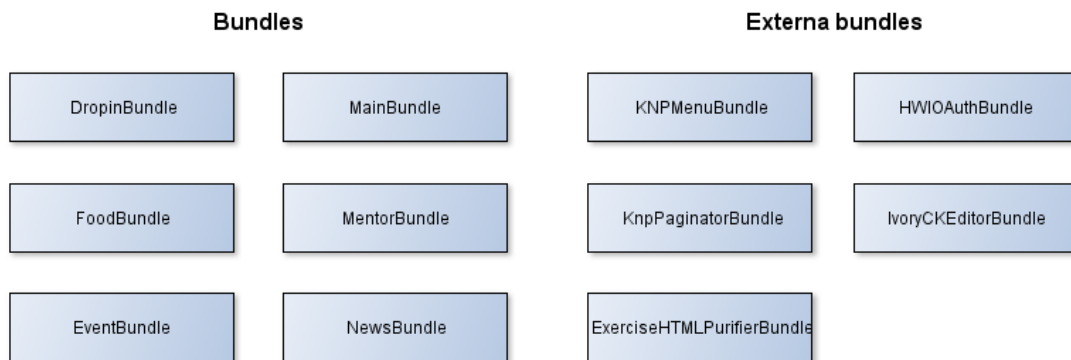 Bundles
Externa bundles
DropinBundle
MainBundle
KNPMenuBundle
HWIOAuthBundle
FoodBundle
MentorBundle
KnpPaginatorBundle
IvoryCKEditorBundle
EventBundle
NewsBundle
ExerciseHTMLPurifierBundle